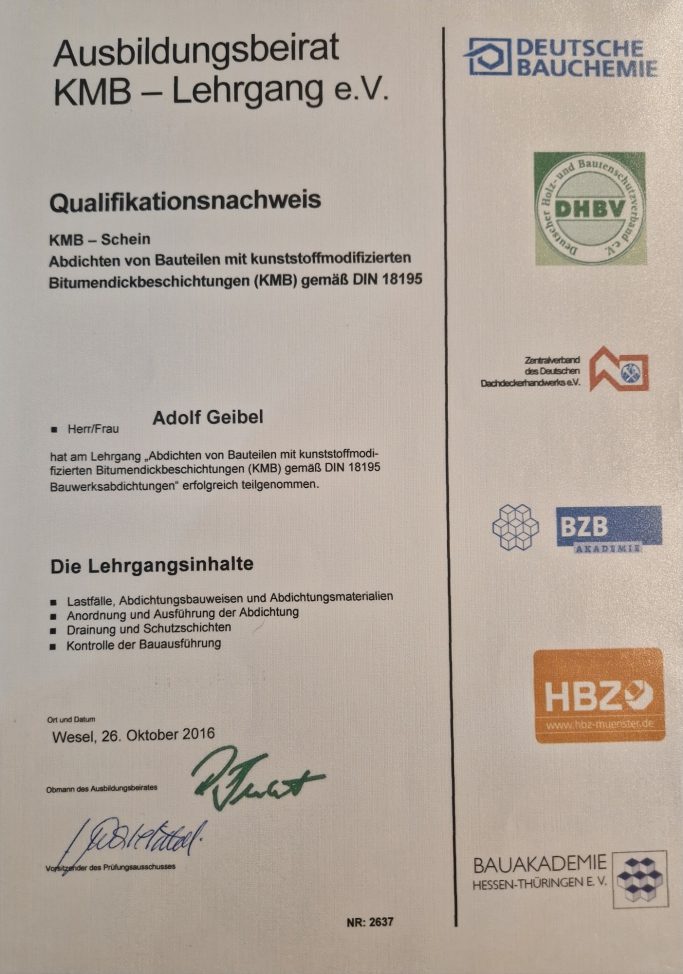 Ausbildungsbeirat
KMB – Lehrgang e.V.
Qualifikationsnachweis
KMB – Schein
Abdichten von Bauteilen mit kunststoffmodifizierten
Bitumendickbeschichtungen (KMB) gemäß DIN 18195
▪ Herr/Frau Adolf Geibel
hat am Lehrgang „Abdichten von Bauteilen mit kunststoffmodi-
fizierten Bitumendickbeschichtungen (KMB) gemäß DIN 18195
Bauwerksabdichtungen“ erfolgreich teilgenommen.
Die Lehrgangsinhalte
▪ Lastfälle, Abdichtungsbauweisen und Abdichtungsmaterialien
▪ Anordnung und Ausführung der Abdichtung
▪ Drainung und Schutzschichten
▪ Kontrolle der Bauausführung
Ort und Datum
Wesel, 26. Oktober 2016
Obmann des Ausbildungsbeirates
Vorsitzender des Prüfungsausschusses
NR: 2637
DEUTSCHE
BAUCHEMIE
Deutscher Holz- und Bautenschutzverband e.V.
DHBV
Zentralverband
des Deutschen
Dachdeckerhandwerks e.V.
BZB
AKADEMIE
HBZ
www.hbz-muenster.de
BAUAKADEMIE
HESSEN-THÜRINGEN E. V.